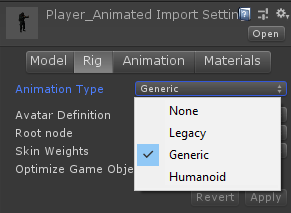 Player_Animated Import Setting
Open
Model Rig Animation Materials
Animation Type Generic
None
Avatar Definition
Legacy
Root node
Generic
Skin Weights
Humanoid
Optimize Game Obje
Revert Apply